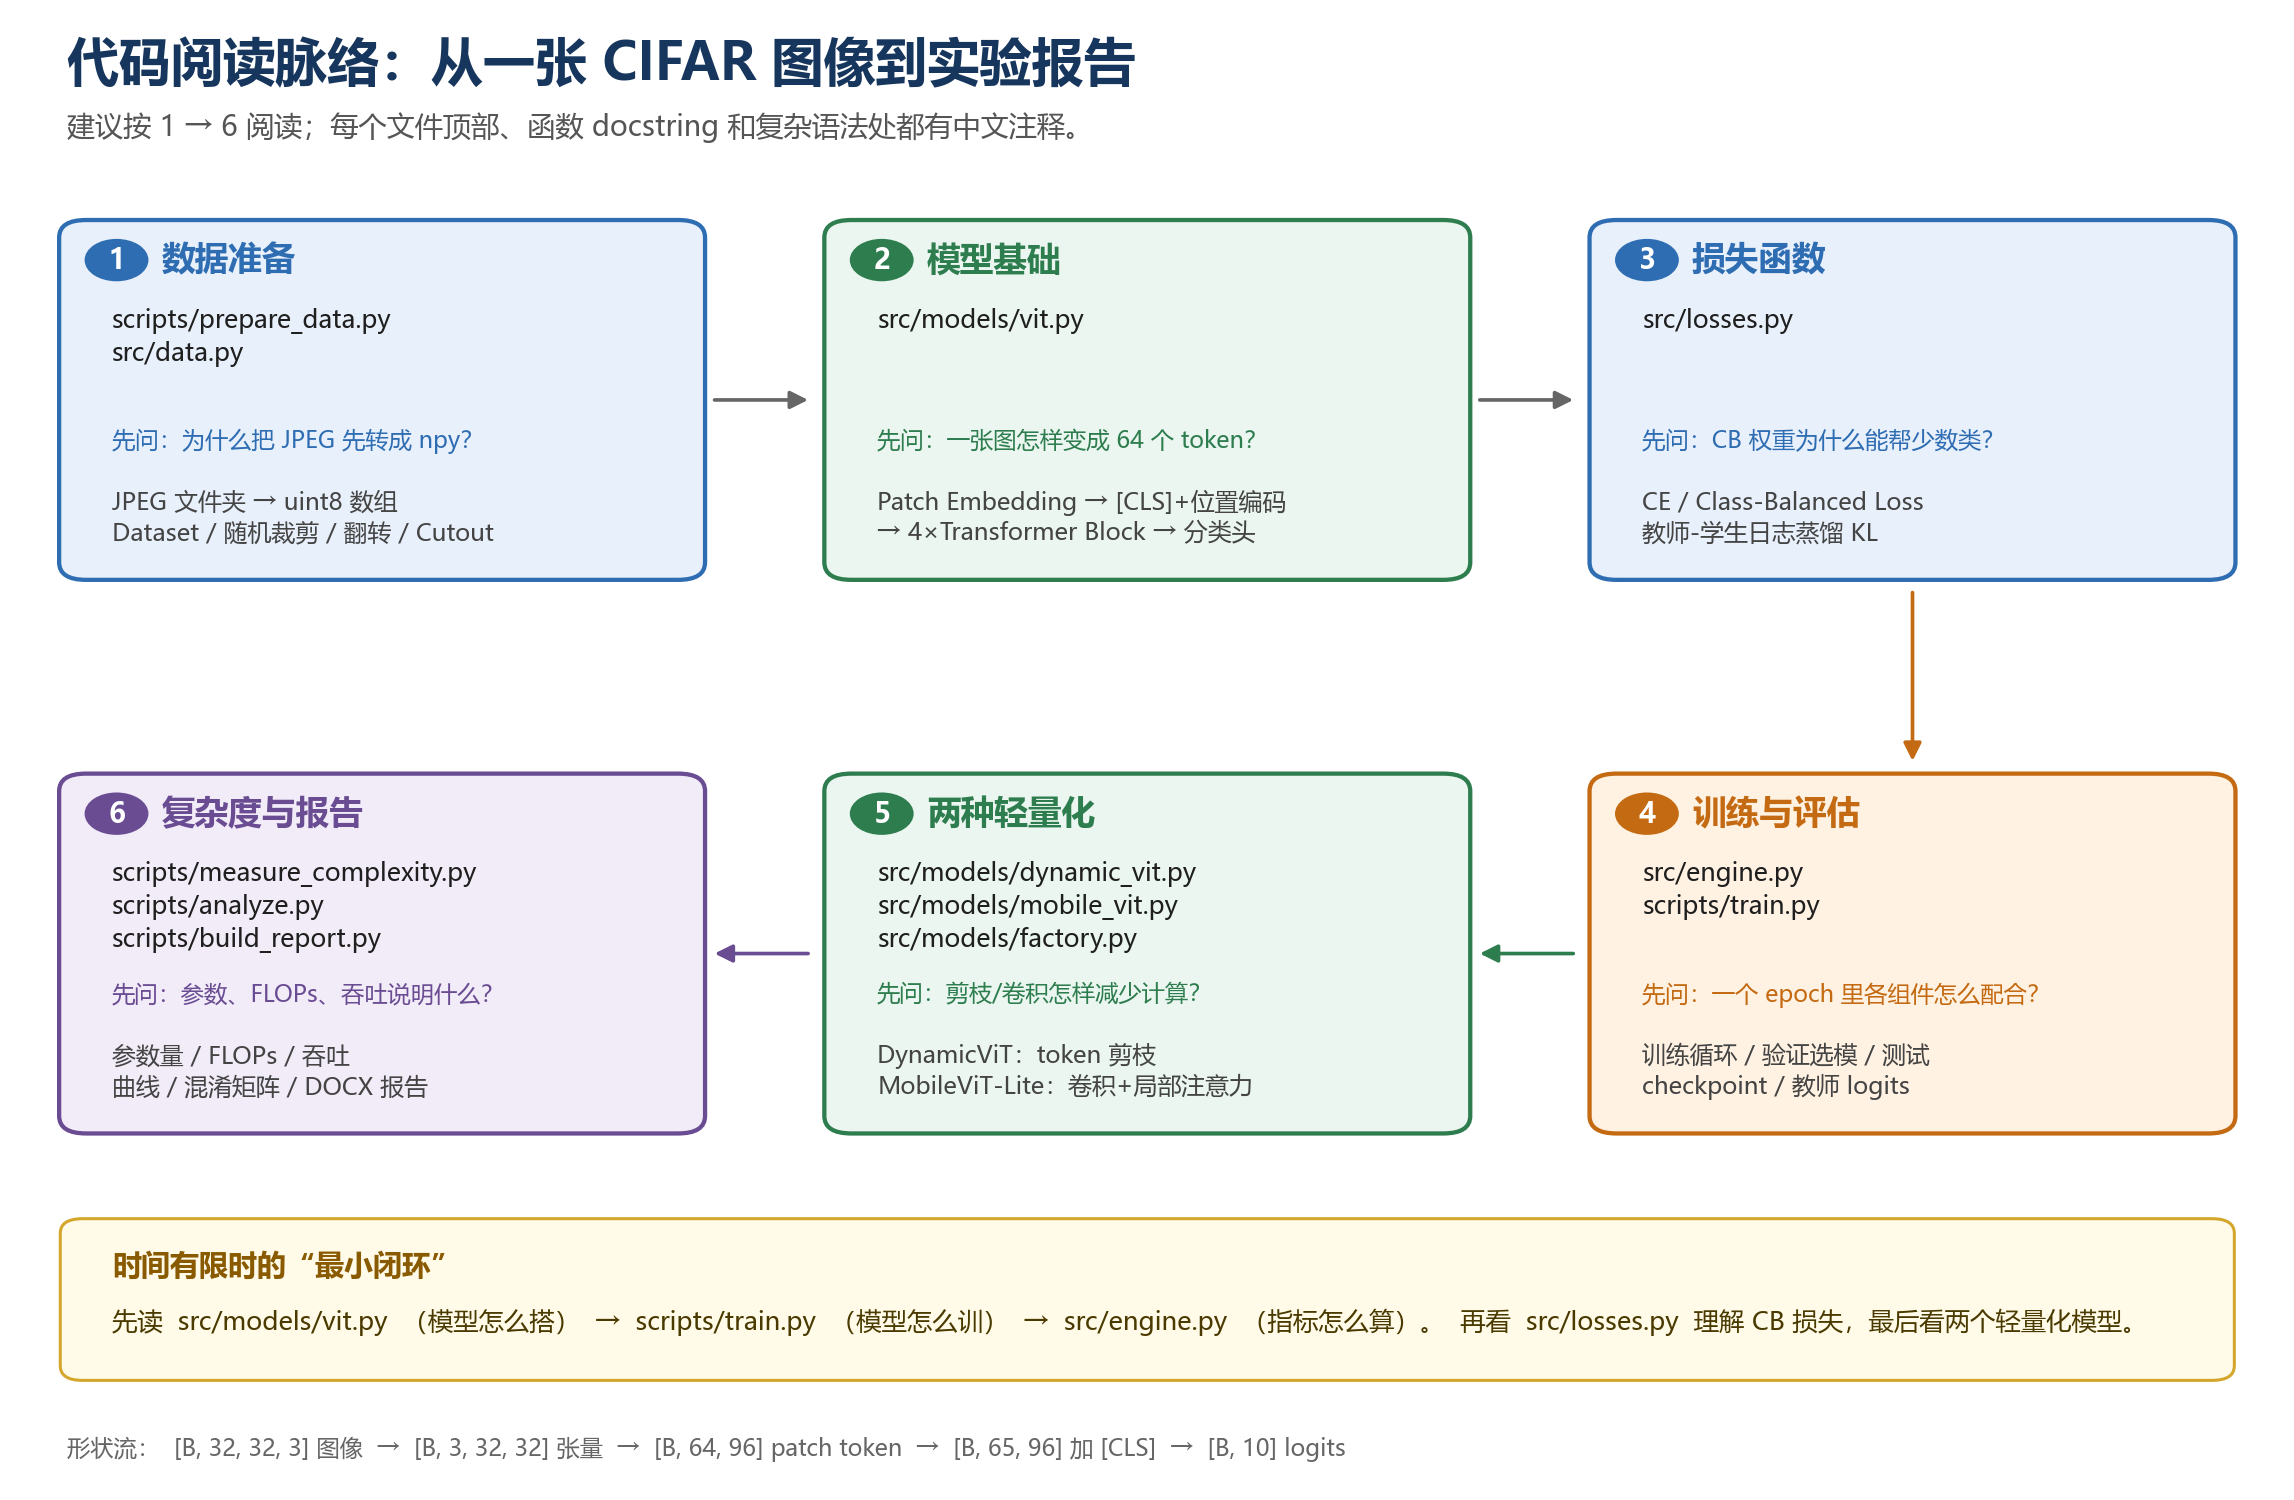 代码阅读脉络：从一张 CIFAR 图像到实验报告
建议按 1 → 6 阅读；每个文件顶部、函数 docstring 和复杂语法处都有中文注释。
1 数据准备
scripts/prepare_data.py
src/data.py
先问：为什么把 JPEG 先转成 npy？
JPEG 文件夹 → uint8 数组
Dataset / 随机裁剪 / 翻转 / Cutout
2 模型基础
src/models/vit.py
先问：一张图怎样变成 64 个 token？
Patch Embedding → [CLS]+位置编码
→ 4×Transformer Block → 分类头
3 损失函数
src/losses.py
先问：CB 权重为什么能帮少数类？
CE / Class-Balanced Loss
教师-学生日志蒸馏 KL
4 训练与评估
src/engine.py
scripts/train.py
先问：一个 epoch 里各组件怎么配合？
训练循环 / 验证选模 / 测试
checkpoint / 教师 logits
5 两种轻量化
src/models/dynamic_vit.py
src/models/mobile_vit.py
src/models/factory.py
先问：剪枝/卷积怎样减少计算？
DynamicViT：token 剪枝
MobileViT-Lite：卷积+局部注意力
6 复杂度与报告
scripts/measure_complexity.py
scripts/analyze.py
scripts/build_report.py
先问：参数、FLOPs、吞吐说明什么？
参数量 / FLOPs / 吞吐
曲线 / 混淆矩阵 / DOCX 报告
时间有限时的“最小闭环”
先读 src/models/vit.py （模型怎么搭） → scripts/train.py （模型怎么训） → src/engine.py （指标怎么算）。 再看 src/losses.py 理解 CB 损失，最后看两个轻量化模型。
形状流： [B, 32, 32, 3] 图像 → [B, 3, 32, 32] 张量 → [B, 64, 96] patch token → [B, 65, 96] 加 [CLS] → [B, 10] logits